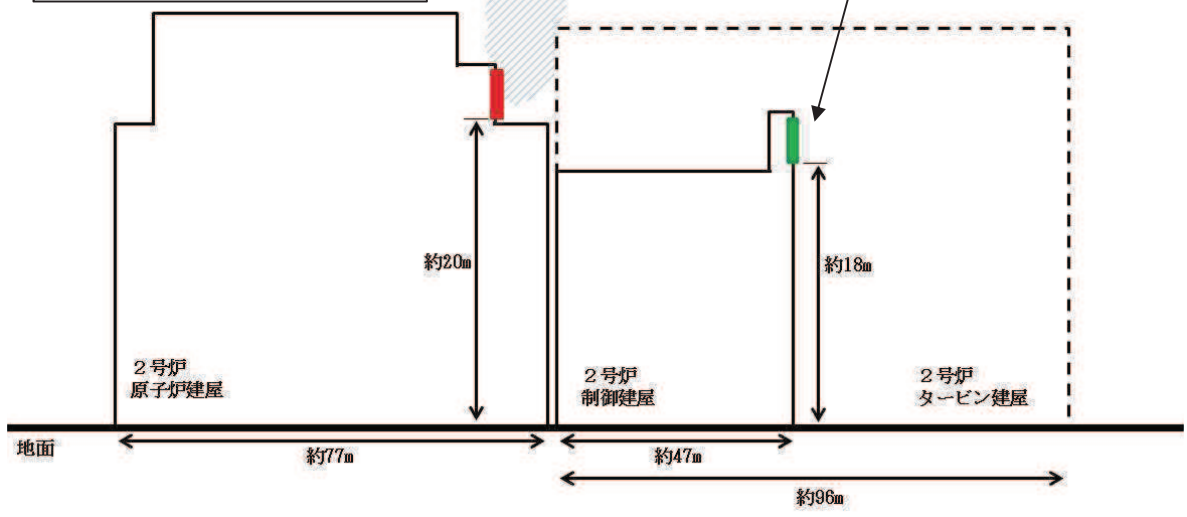 約20m
約18m
2号炉
原子炉建屋
2号炉
制御建屋
2号炉
タービン建屋
地面
約77m
約47m
約96m